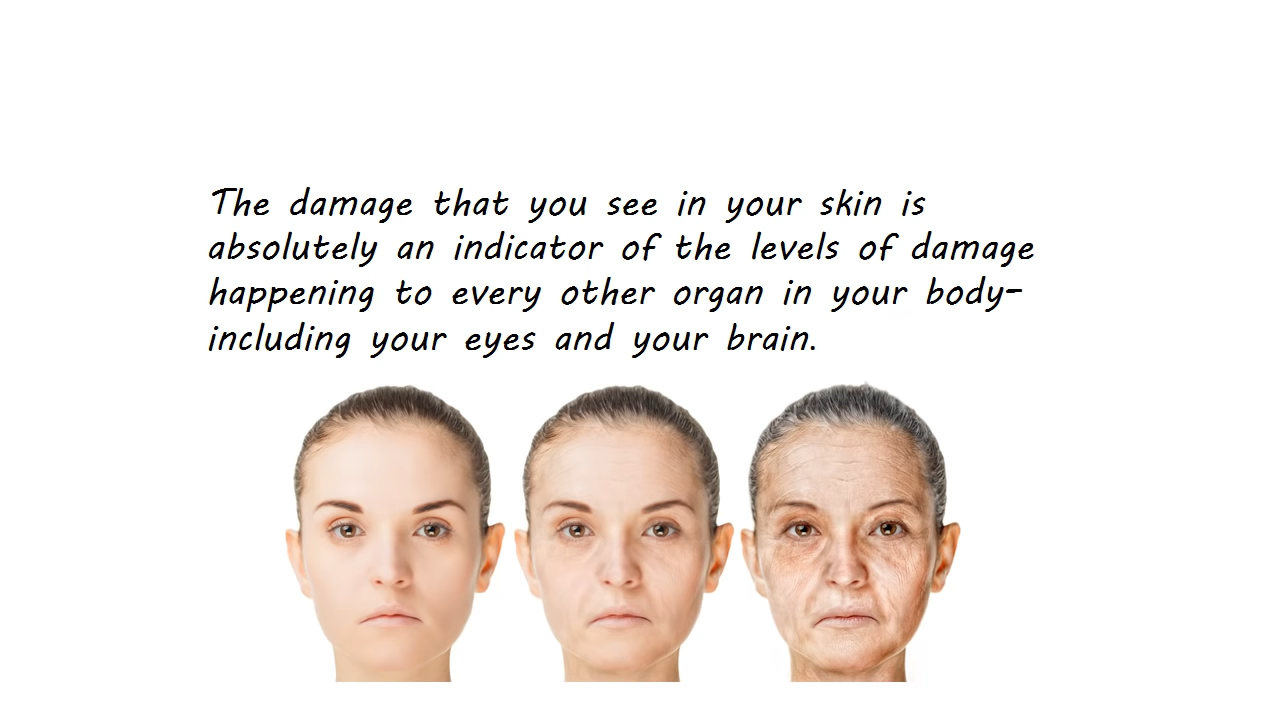 The damage that you see in your skin is
absolutely an indicator of the levels of damage
happening to every other organ in your body-
including your eyes and your brain.